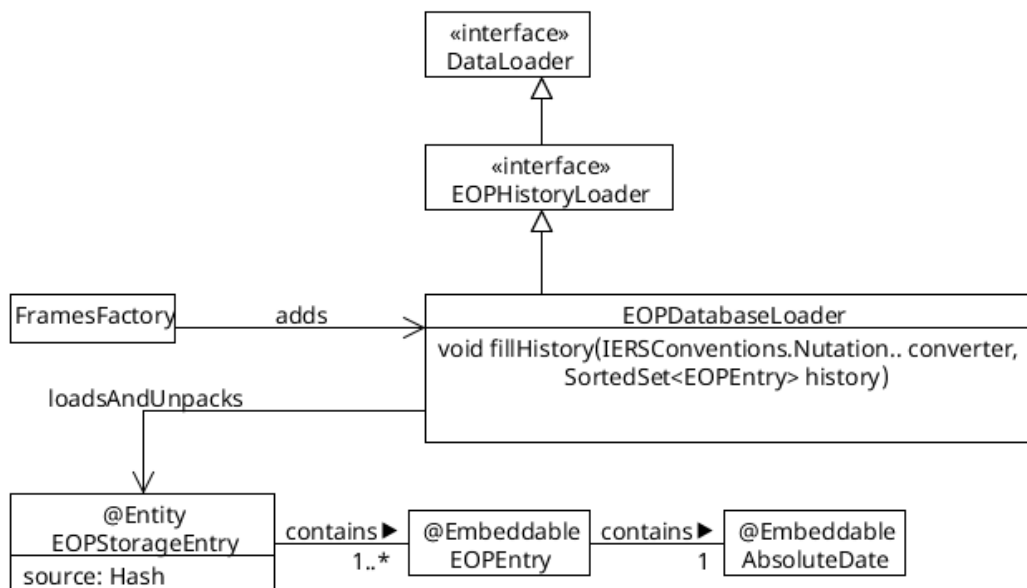 «interface»
DataLoader
«interface»
EOPHistoryLoader
FramesFactory
adds
EOPDatabaseLoader
void fillHistory(IERSConventions.Nutation.. converter,
SortedSet<EOPEntry> history)
loadsAndUnpacks
@Entity
EOPStorageEntry
source: Hash
contains▶
1..*
@Embeddable
EOPEntry
contains▶
1
@Embeddable
AbsoluteDate